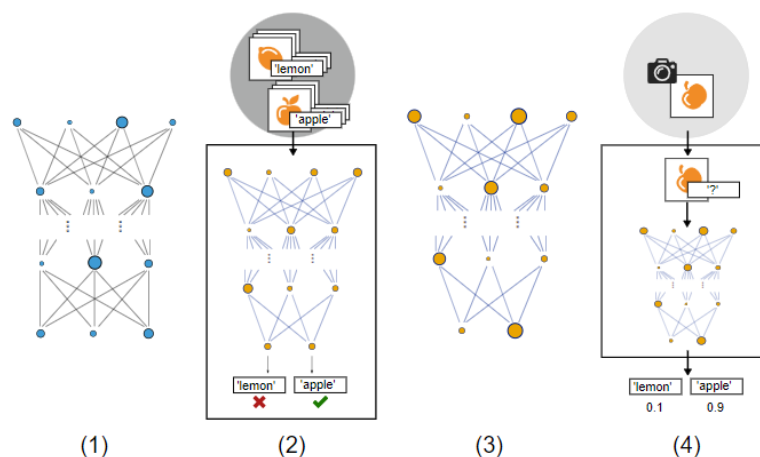 'lemon'
'apple'
'lemon'
'apple'
'?'
'lemon'
'apple'
0.1
0.9
(1)
(2)
(3)
(4)